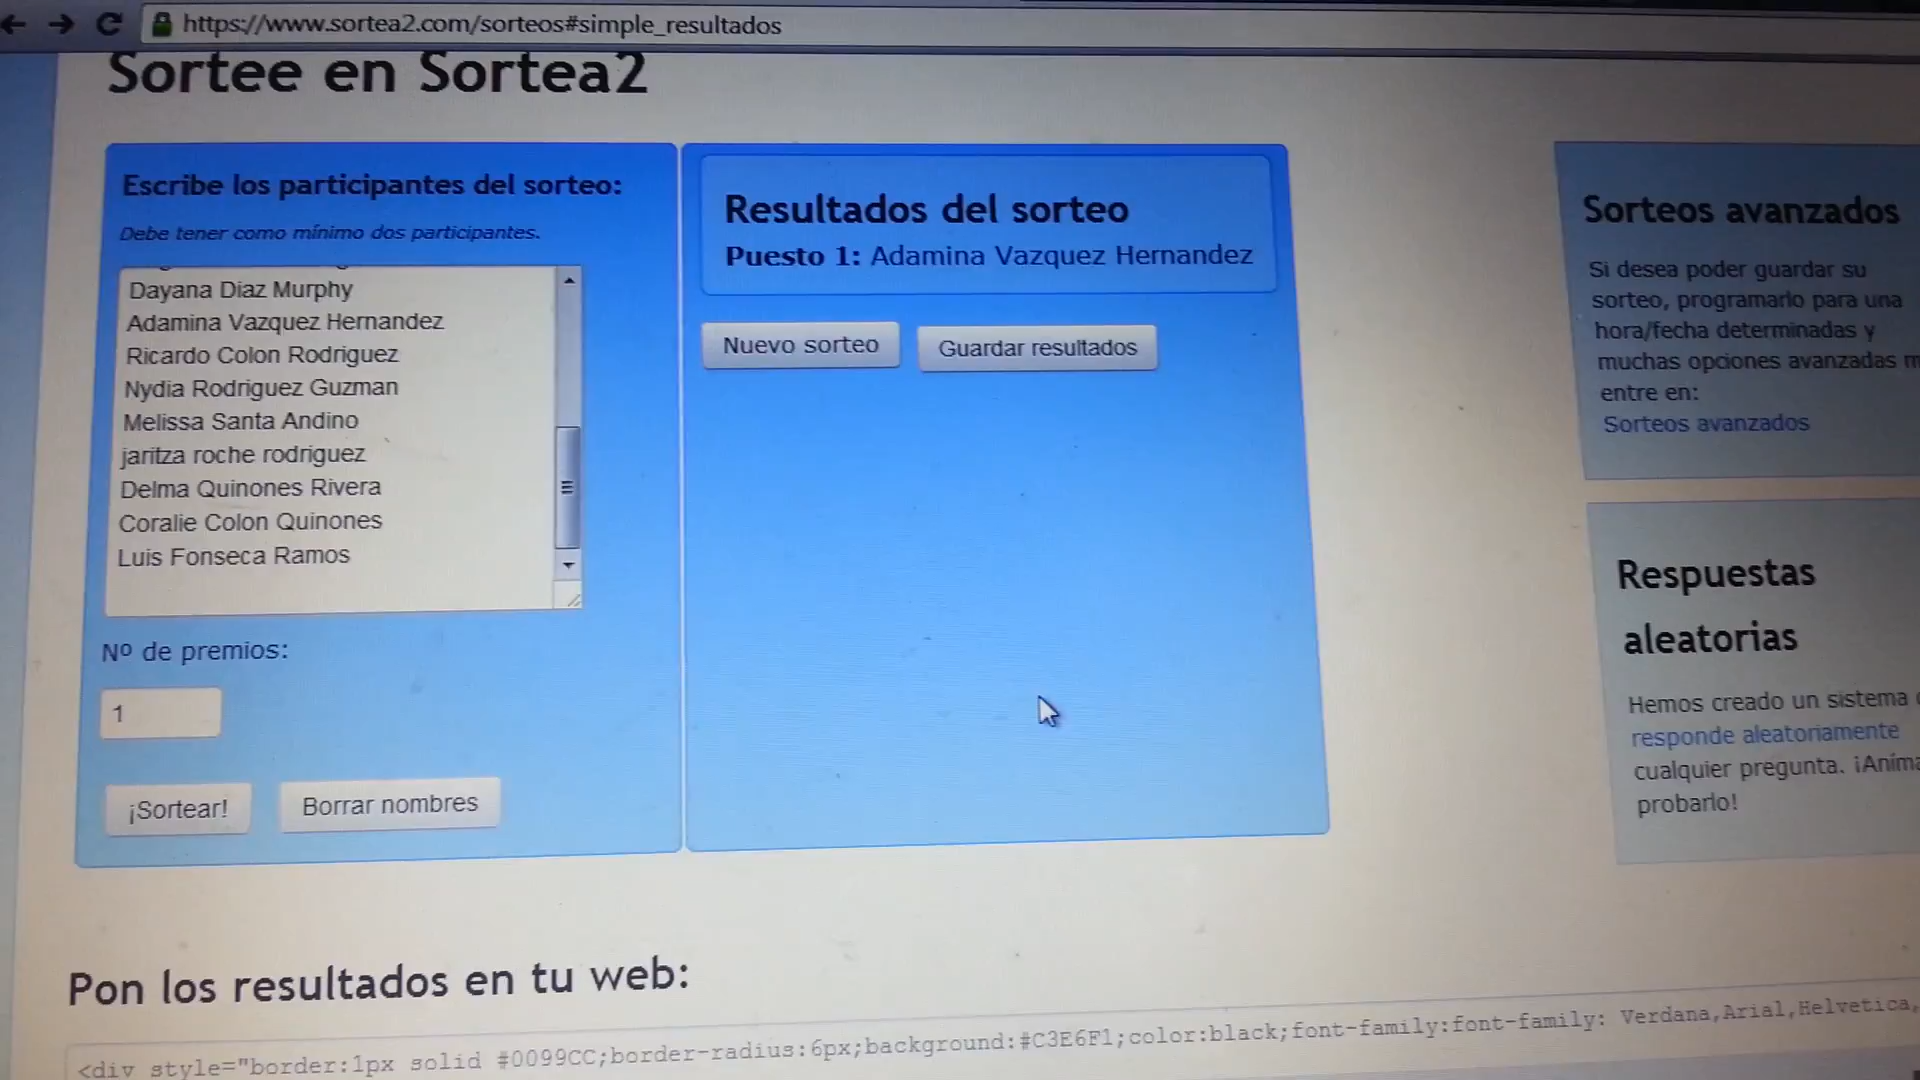 https://www.sortea2.com/sorteos#simple_resultados
Sortee en Sortea2
Escribe los participantes del sorteo:
Debe tener como mínimo dos participantes.
Dayana Diaz Murphy
Adamina Vazquez Hernandez
Ricardo Colon Rodriguez
Nydia Rodriguez Guzman
Melissa Santa Andino
jaritza roche rodriguez
Delma Quinones Rivera
Coralie Colon Quinones
Luis Fonseca Ramos
Nº de premios:
1
¡Sortear!
Borrar nombres
Resultados del sorteo
Puesto 1: Adamina Vazquez Hernandez
Nuevo sorteo
Guardar resultados
Sorteos avanzados
Si desea poder guardar su
sorteo, programarlo para una
hora/fecha determinadas y
muchas opciones avanzadas
entre en:
Sorteos avanzados
Respuestas
aleatorias
Hemos creado un sistema
responde aleatoriamente
cualquier pregunta.
probarlo!
Pon los resultados en tu web:
<div style="border:1px solid #0099CC;border-radius:6px;background:#C3E6F1;color:black;font-family:font-family: Verdana,Arial,Helvetica,